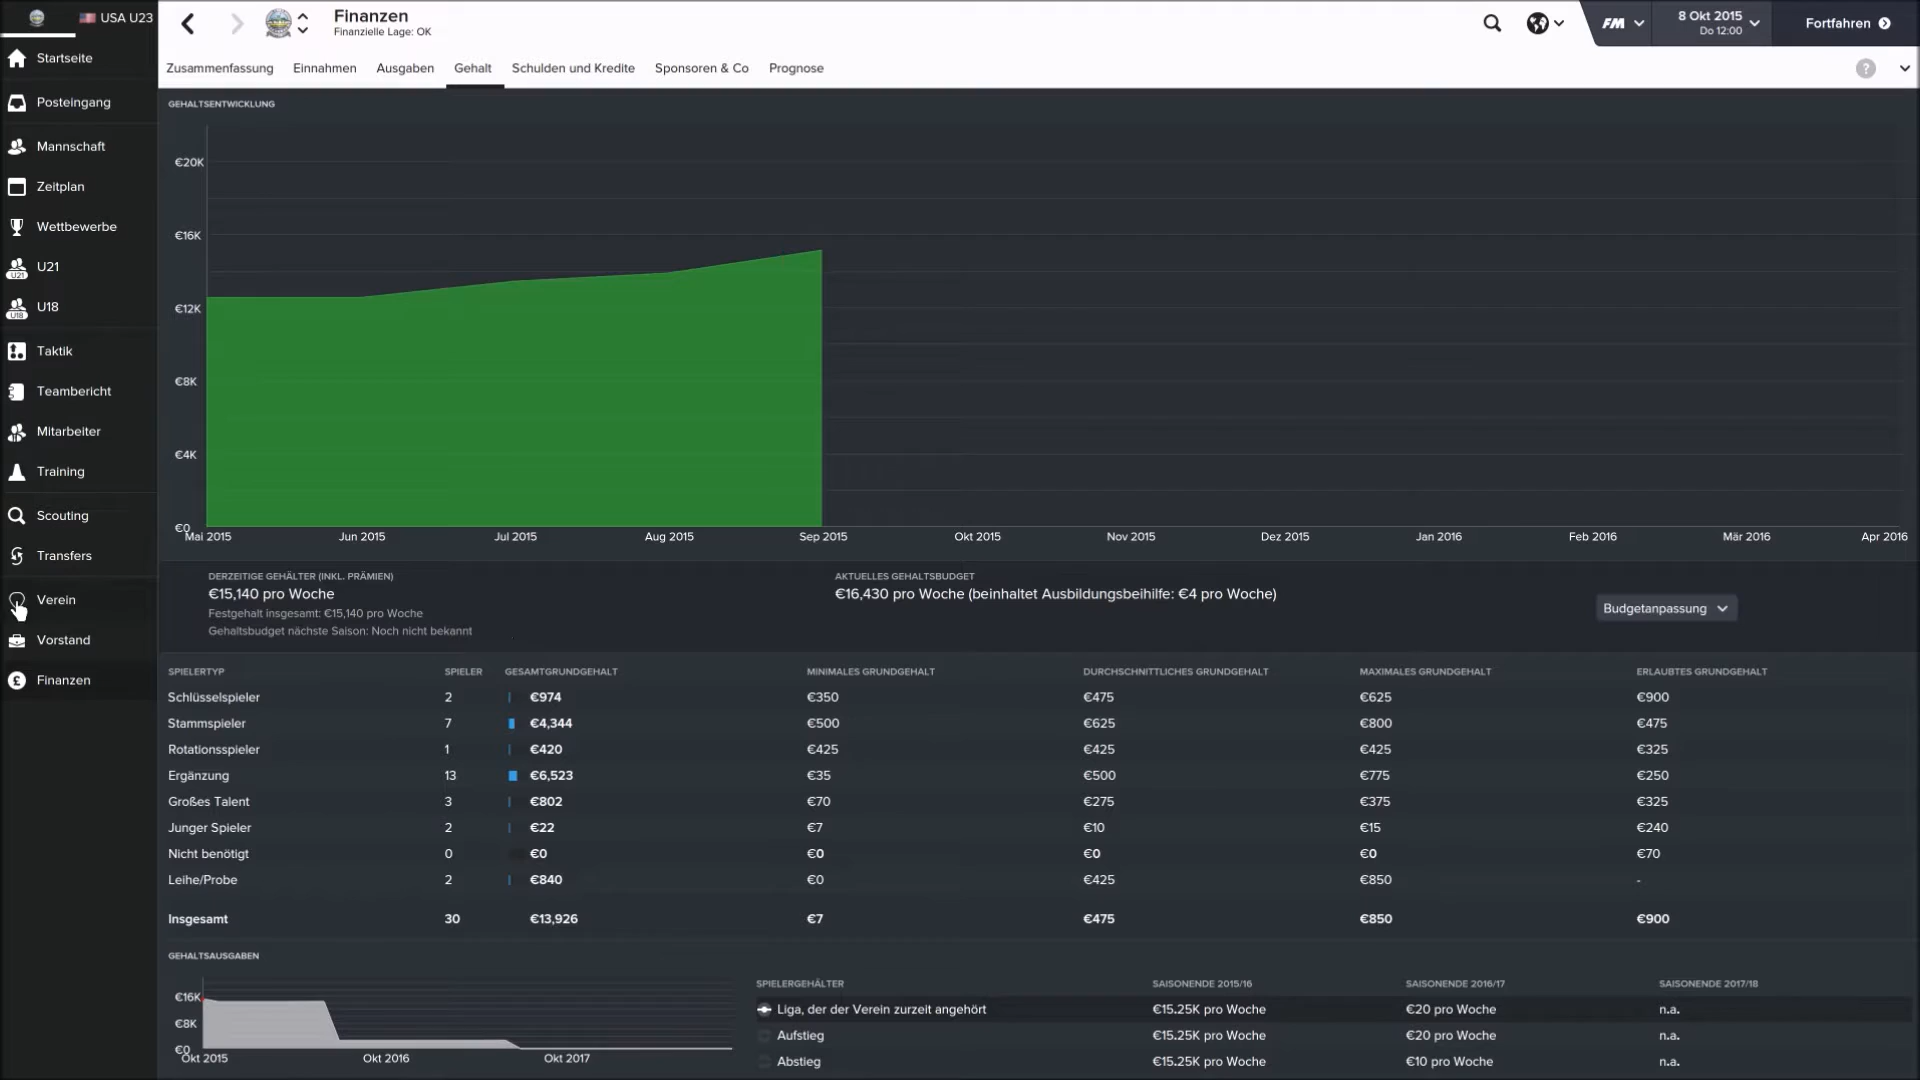 USA U23
Finanzen
Finanzielle Lage: OK
FM
8 Okt 2015
Do 12:00
Fortfahren
Zusammenfassung
Einnahmen
Ausgaben
Gehalt
Schulden und Kredite
Sponsoren & Co
Prognose
?
Startseite
Posteingang
Mannschaft
Zeitplan
Wettbewerbe
U21
U21
U18
U18
Taktik
Teambericht
Mitarbeiter
Training
Scouting
Transfers
Verein
Vorstand
£
Finanzen
GEHALTSENTWICKLUNG
€20K
€16K
€12K
€8K
€4K
€0
Mai 2015 Jun 2015 Jul 2015 Aug 2015 Sep 2015 Okt 2015 Nov 2015 Dez 2015 Jan 2016 Feb 2016 Mär 2016 Apr 2016
DERZEITIGE GEHÄLTER (INKL. PRÄMIEN)
€15,140 pro Woche
Festgehalt insgesamt: €15,140 pro Woche
Gehaltsbudget nächste Saison: Noch nicht bekannt
AKTUELLES GEHALTSBUDGET
€16,430 pro Woche (beinhaltet Ausbildungsbeihilfe: €4 pro Woche)
Budgetanpassung
SPIELERTYP SPIELER GESAMTGRUNDGEHALT MINIMALES GRUNDGEHALT DURCHSCHNITTLICHES GRUNDGEHALT MAXIMALES GRUNDGEHALT ERLAUBTES GRUNDGEHALT
Schlüsselspieler 2 €974 €350 €475 €625 €900
Stammspieler 7 €4,344 €500 €625 €800 €475
Rotationsspieler 1 €420 €425 €425 €425 €325
Ergänzung 13 €6,523 €35 €500 €775 €250
Großes Talent 3 €802 €70 €275 €375 €325
Junger Spieler 2 €22 €7 €10 €15 €240
Nicht benötigt 0 €0 €0 €0 €0 €70
Leihe/Probe 2 €840 €0 €425 €850 -
Insgesamt 30 €13,926 €7 €475 €850 €900
GEHALTSAUSGABEN
€16K
€8K
€0
Okt 2015 Okt 2016 Okt 2017
SPIELERGEHÄLTER SAISONENDE 2015/16 SAISONENDE 2016/17 SAISONENDE 2017/18
Liga, der der Verein zurzeit angehört €15.25K pro Woche €20 pro Woche n.a.
Aufstieg €15.25K pro Woche €20 pro Woche n.a.
Abstieg €15.25K pro Woche €10 pro Woche n.a.